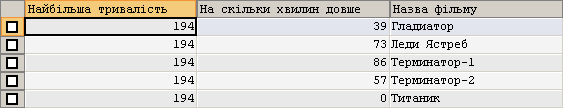 Найбільша тривалість На скільки хвилин довше Назва фільму
194 39 Гладиатор
194 73 Леди Ястреб
194 86 Терминатор-1
194 57 Терминатор-2
194 0 Титаник